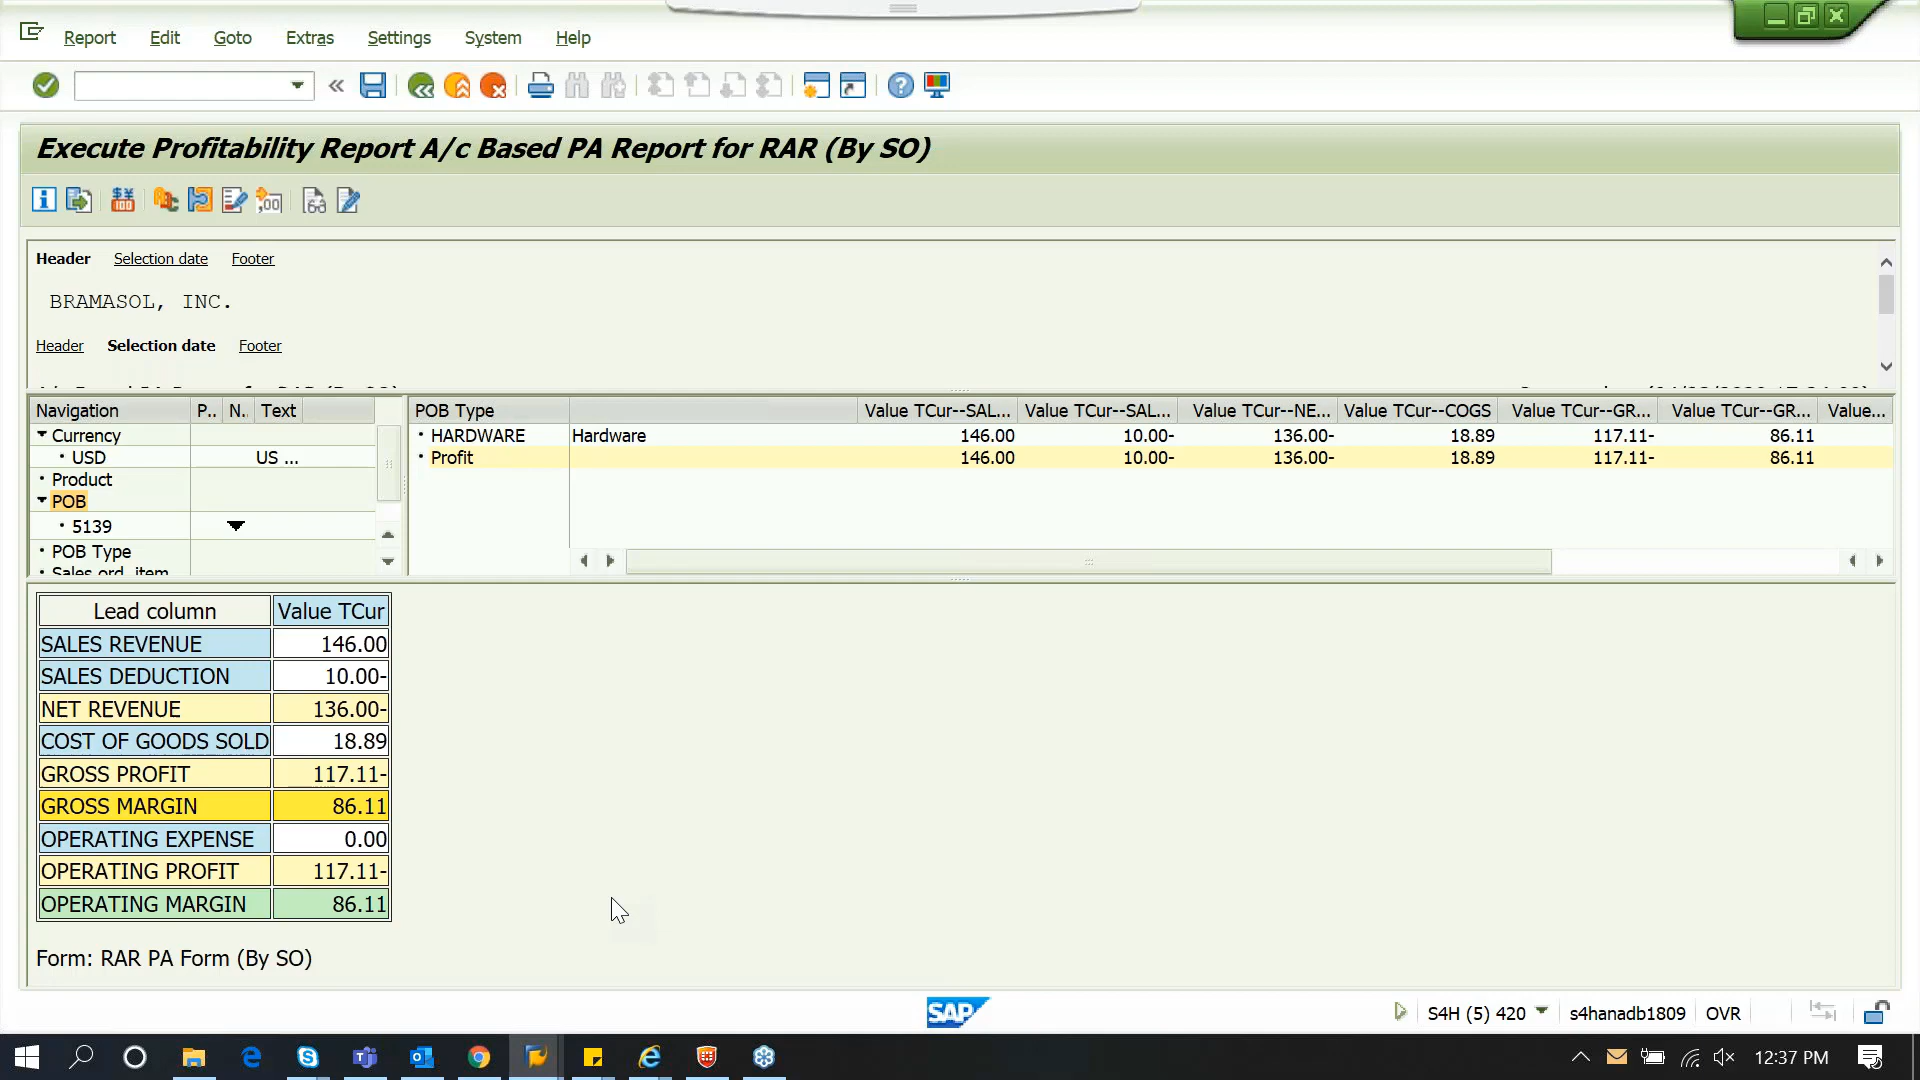 Report Edit Goto Extras Settings System Help
Execute Profitability Report A/c Based PA Report for RAR (By SO)
Header Selection date Footer
BRAMASOL, INC.
Header Selection date Footer
Navigation P.. N.. Text
Currency
USD US ...
Product
POB
5139
POB Type
Sales ord. item
POB Type Value TCur--SAL... Value TCur--SAL... Value TCur--NE... Value TCur--COGS Value TCur--GR... Value TCur--GR... Value...
HARDWARE Hardware 146.00 10.00- 136.00- 18.89 117.11- 86.11
Profit 146.00 10.00- 136.00- 18.89 117.11- 86.11
Lead column Value TCur
SALES REVENUE 146.00
SALES DEDUCTION 10.00-
NET REVENUE 136.00-
COST OF GOODS SOLD 18.89
GROSS PROFIT 117.11-
GROSS MARGIN 86.11
OPERATING EXPENSE 0.00
OPERATING PROFIT 117.11-
OPERATING MARGIN 86.11
Form: RAR PA Form (By SO)
SAP S4H (5) 420 s4hanadb1809 OVR
12:37 PM